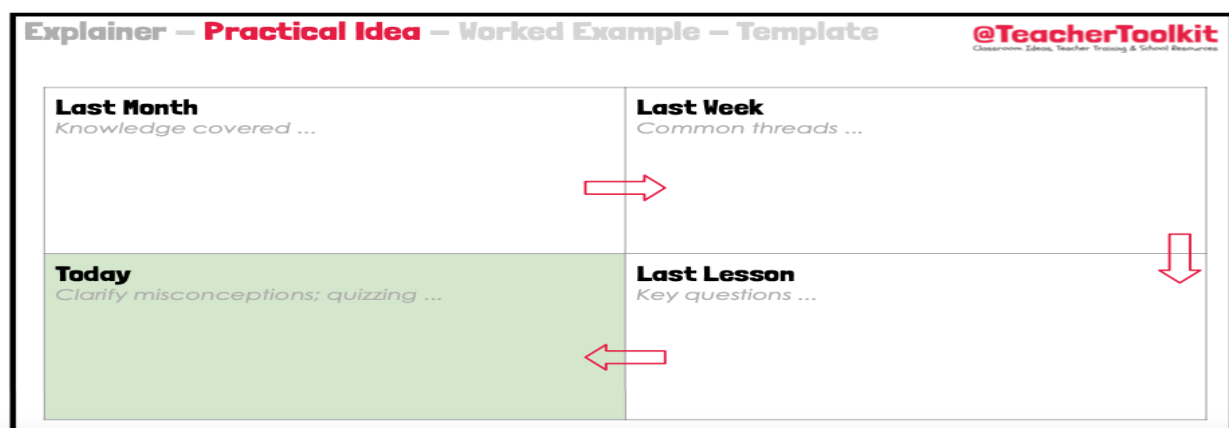 Explainer – Practical Idea – Worked Example – Template
@TeacherToolkit
Classroom Ideas, Teacher Training & School Resources
Last Month
Knowledge covered ...
Last Week
Common threads ...
Today
Clarify misconceptions; quizzing ...
Last Lesson
Key questions ...